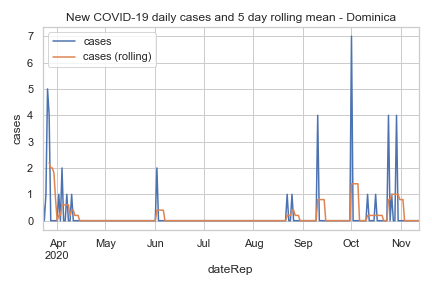 New COVID-19 daily cases and 5 day rolling mean - Dominica
cases
cases (rolling)
7
6
5
4
3
2
1
0
cases
Apr May Jun Jul Aug Sep Oct Nov
2020
dateRep